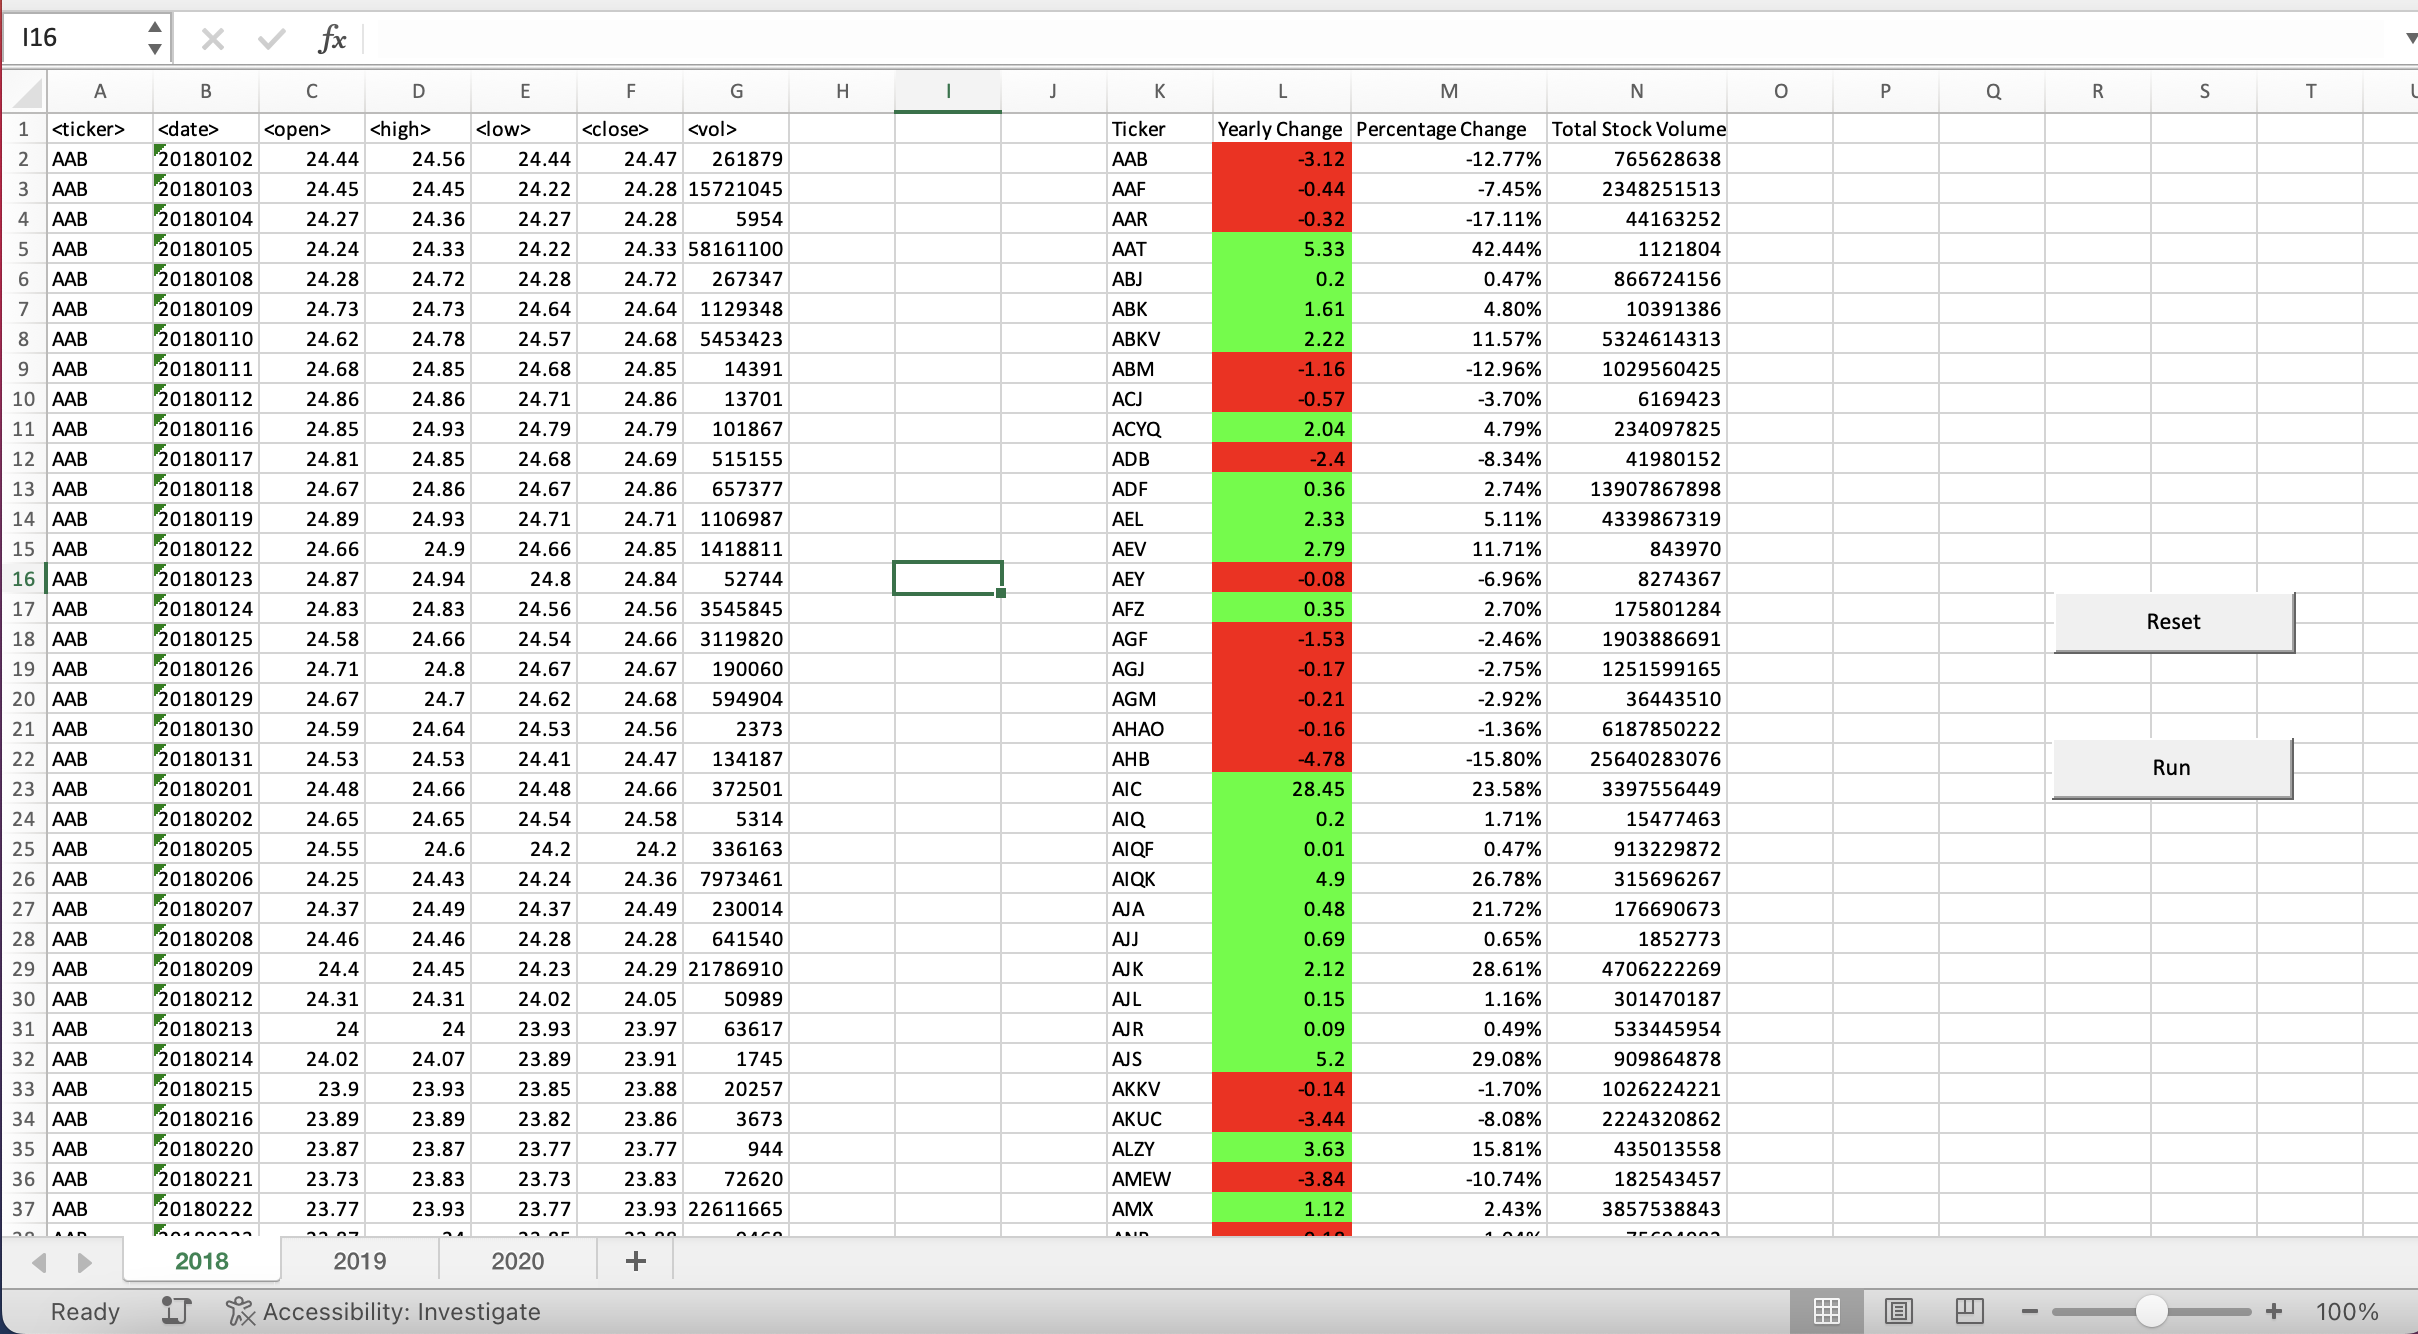 I16 fx
A B C D E F G H I J K L M N O P Q R S T
1 <ticker> <date> <open> <high> <low> <close> <vol> Ticker Yearly Change Percentage Change Total Stock Volume
2 AAB 20180102 24.44 24.56 24.44 24.47 261879 AAB -3.12 -12.77% 765628638
3 AAB 20180103 24.45 24.45 24.22 24.28 15721045 AAF -0.44 -7.45% 2348251513
4 AAB 20180104 24.27 24.36 24.27 24.28 5954 AAR -0.32 -17.11% 44163252
5 AAB 20180105 24.24 24.33 24.22 24.33 58161100 AAT 5.33 42.44% 1121804
6 AAB 20180108 24.28 24.72 24.28 24.72 267347 ABJ 0.2 0.47% 866724156
7 AAB 20180109 24.73 24.73 24.64 24.64 1129348 ABK 1.61 4.80% 10391386
8 AAB 20180110 24.62 24.78 24.57 24.68 5453423 ABKV 2.22 11.57% 5324614313
9 AAB 20180111 24.68 24.85 24.68 24.85 14391 ABM -1.16 -12.96% 1029560425
10 AAB 20180112 24.86 24.86 24.71 24.86 13701 ACJ -0.57 -3.70% 6169423
11 AAB 20180116 24.85 24.93 24.79 24.79 101867 ACYQ 2.04 4.79% 234097825
12 AAB 20180117 24.81 24.85 24.68 24.69 515155 ADB -2.4 -8.34% 41980152
13 AAB 20180118 24.67 24.86 24.67 24.86 657377 ADF 0.36 2.74% 13907867898
14 AAB 20180119 24.89 24.93 24.71 24.71 1106987 AEL 2.33 5.11% 4339867319
15 AAB 20180122 24.66 24.9 24.66 24.85 1418811 AEV 2.79 11.71% 843970
16 AAB 20180123 24.87 24.94 24.8 24.84 52744 AEY -0.08 -6.96% 8274367
17 AAB 20180124 24.83 24.83 24.56 24.56 3545845 AFZ 0.35 2.70% 175801284
Reset
18 AAB 20180125 24.58 24.66 24.54 24.66 3119820 AGF -1.53 -2.46% 1903886691
19 AAB 20180126 24.71 24.8 24.67 24.67 190060 AGJ -0.17 -2.75% 1251599165
20 AAB 20180129 24.67 24.7 24.62 24.68 594904 AGM -0.21 -2.92% 36443510
21 AAB 20180130 24.59 24.64 24.53 24.56 2373 AHAO -0.16 -1.36% 6187850222
22 AAB 20180131 24.53 24.53 24.41 24.47 134187 AHB -4.78 -15.80% 25640283076
Run
23 AAB 20180201 24.48 24.66 24.48 24.66 372501 AIC 28.45 23.58% 3397556449
24 AAB 20180202 24.65 24.65 24.54 24.58 5314 AIQ 0.2 1.71% 15477463
25 AAB 20180205 24.55 24.6 24.2 24.2 336163 AIQF 0.01 0.47% 913229872
26 AAB 20180206 24.25 24.43 24.24 24.36 7973461 AIQK 4.9 26.78% 315696267
27 AAB 20180207 24.37 24.49 24.37 24.49 230014 AJA 0.48 21.72% 176690673
28 AAB 20180208 24.46 24.46 24.28 24.28 641540 AJJ 0.69 0.65% 1852773
29 AAB 20180209 24.4 24.45 24.23 24.29 21786910 AJK 2.12 28.61% 4706222269
30 AAB 20180212 24.31 24.31 24.02 24.05 50989 AJL 0.15 1.16% 301470187
31 AAB 20180213 24 24 23.93 23.97 63617 AJR 0.09 0.49% 533445954
32 AAB 20180214 24.02 24.07 23.89 23.91 1745 AJS 5.2 29.08% 909864878
33 AAB 20180215 23.9 23.93 23.85 23.88 20257 AKKV -0.14 -1.70% 1026224221
34 AAB 20180216 23.89 23.89 23.82 23.86 3673 AKUC -3.44 -8.08% 2224320862
35 AAB 20180220 23.87 23.87 23.77 23.77 944 ALZY 3.63 15.81% 435013558
36 AAB 20180221 23.73 23.83 23.73 23.83 72620 AMEW -3.84 -10.74% 182543457
37 AAB 20180222 23.77 23.93 23.77 23.93 22611665 AMX 1.12 2.43% 3857538843
2018 2019 2020 +
Ready Accessibility: Investigate − + 100%